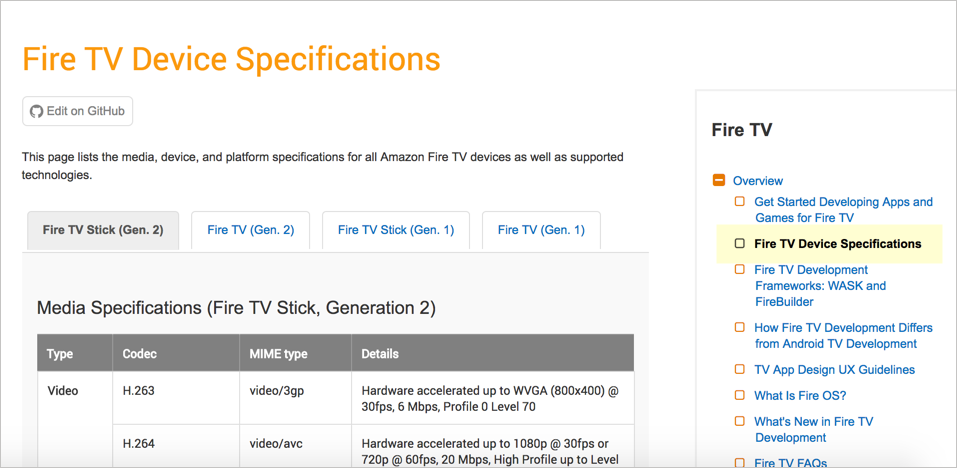 Fire TV Device Specifications
Edit on GitHub
This page lists the media, device, and platform specifications for all Amazon Fire TV devices as well as supported
technologies.
Fire TV Stick (Gen. 2)
Fire TV (Gen. 2)
Fire TV Stick (Gen. 1)
Fire TV (Gen. 1)
Media Specifications (Fire TV Stick, Generation 2)
Type Codec MIME type Details
Video H.263 video/3gp Hardware accelerated up to WVGA (800x400) @
30fps, 6 Mbps, Profile 0 Level 70
H.264 video/avc Hardware accelerated up to 1080p @ 30fps or
720p @ 60fps, 20 Mbps, High Profile up to Level
Fire TV
Overview
Get Started Developing Apps and
Games for Fire TV
Fire TV Device Specifications
Fire TV Development
Frameworks: WASK and
FireBuilder
How Fire TV Development Differs
from Android TV Development
TV App Design UX Guidelines
What Is Fire OS?
What's New in Fire TV
Development
Fire TV FAQs